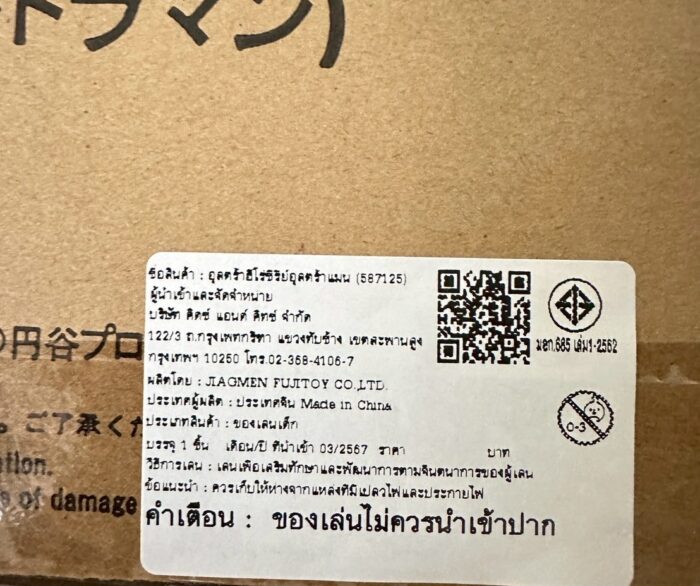 トラマン)
ชื่อสินค้า : อุลตร้าฮีโร่ซีรีย์อุลตร้าแมน (587125)
ผู้นำเข้าและจัดจำหน่าย
บริษัท คิดซ์ แอนด์ คิทซ์ จำกัด
122/3 ถ.กรุงเทพกรีฑา แขวงทับช้าง เขตสะพานสูง
กรุงเทพฯ 10250 โทร.02-368-4106-7
ผลิตโดย : JIAGMEN FUJITOY CO.,LTD.
ประเทศผู้ผลิต : ประเทศจีน Made in China
ประเภทสินค้า : ของเล่นเด็ก
บรรจุ 1 ชิ้น เดือน/ปี ที่นำเข้า 03/2567 ราคา บาท
วิธีการเล่น : เล่นเพื่อเสริมทักษะและพัฒนาการตามจินตนาการของผู้เล่น
ข้อแนะนำ : ควรเก็บให้ห่างจากแหล่งที่มีเปลวไฟและประกายไฟ
คำเตือน : ของเล่นไม่ควรนำเข้าปาก
มอก.685 เล่ม1-2562
0-3
円谷プロ
。ご了承くだ
ation.
e of damage